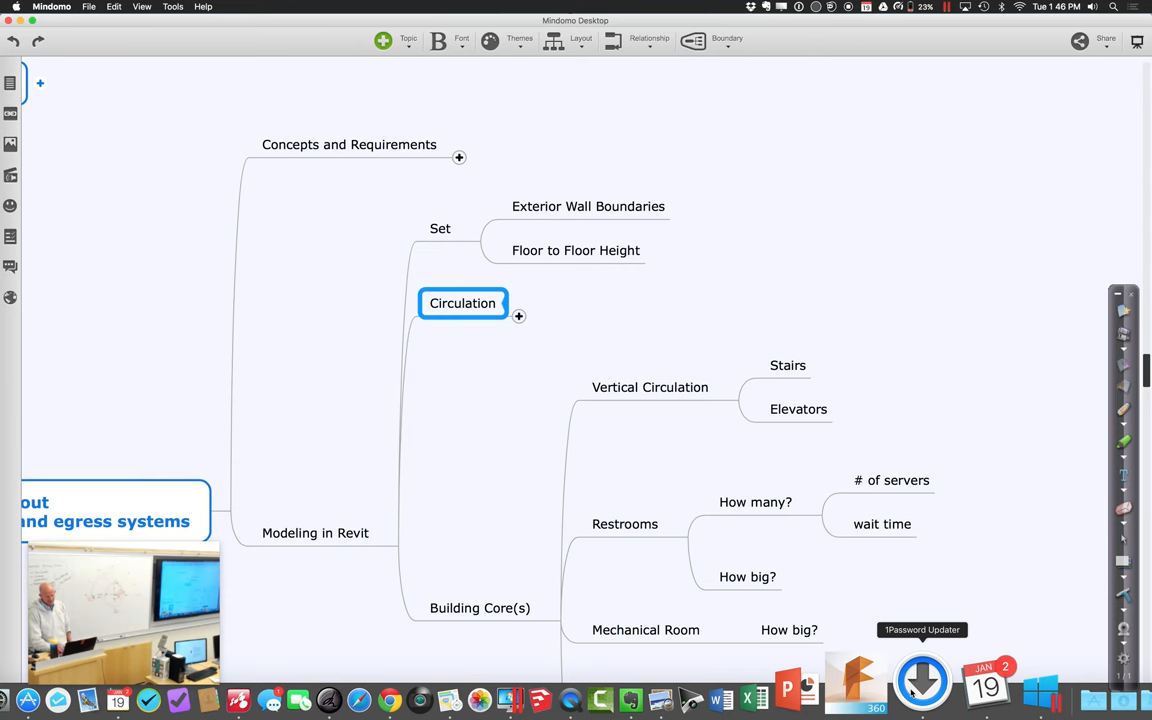 Mindomo File Edit View Tools Help
23% Tue 1 46 PM
Mindomo Desktop
Topic Font Themes Layout Relationship Boundary Share
Concepts and Requirements
Exterior Wall Boundaries
Set
Floor to Floor Height
Circulation
Stairs
Vertical Circulation
Elevators
# of servers
How many?
out
and egress systems
Restrooms
wait time
Modeling in Revit
How big?
Building Core(s)
Mechanical Room How big?
1Password Updater
JAN 2
19
360
1 / 1